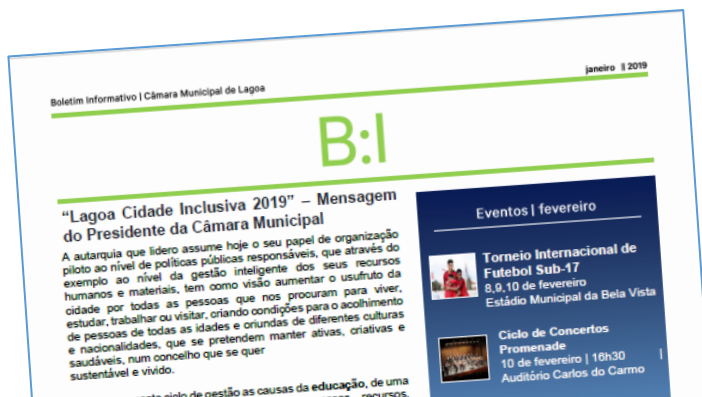 Boletim Informativo | Câmara Municipal de Lagoa
janeiro || 2019
B:I
“Lagoa Cidade Inclusiva 2019” – Mensagem
do Presidente da Câmara Municipal
A autarquia que lidero assume hoje o seu papel de organização
piloto ao nível de políticas públicas responsáveis, que através do
exemplo ao nível da gestão inteligente dos seus recursos
humanos e materiais, tem como visão aumentar o usufruto da
cidade por todas as pessoas que nos procuram para viver,
estudar, trabalhar ou visitar, criando condições para o acolhimento
de pessoas de todas as idades e oriundas de diferentes culturas
e nacionalidades, que se pretendem manter ativas, criativas e
saudáveis, num concelho que se quer
sustentável e vivido.
ciclo de gestão as causas da educação, de uma
recursos,
Eventos | fevereiro
Torneio Internacional de
Futebol Sub-17
8,9,10 de fevereiro
Estádio Municipal da Bela Vista
Ciclo de Concertos
Promenade
10 de fevereiro | 16h30 |
Auditório Carlos do Carmo